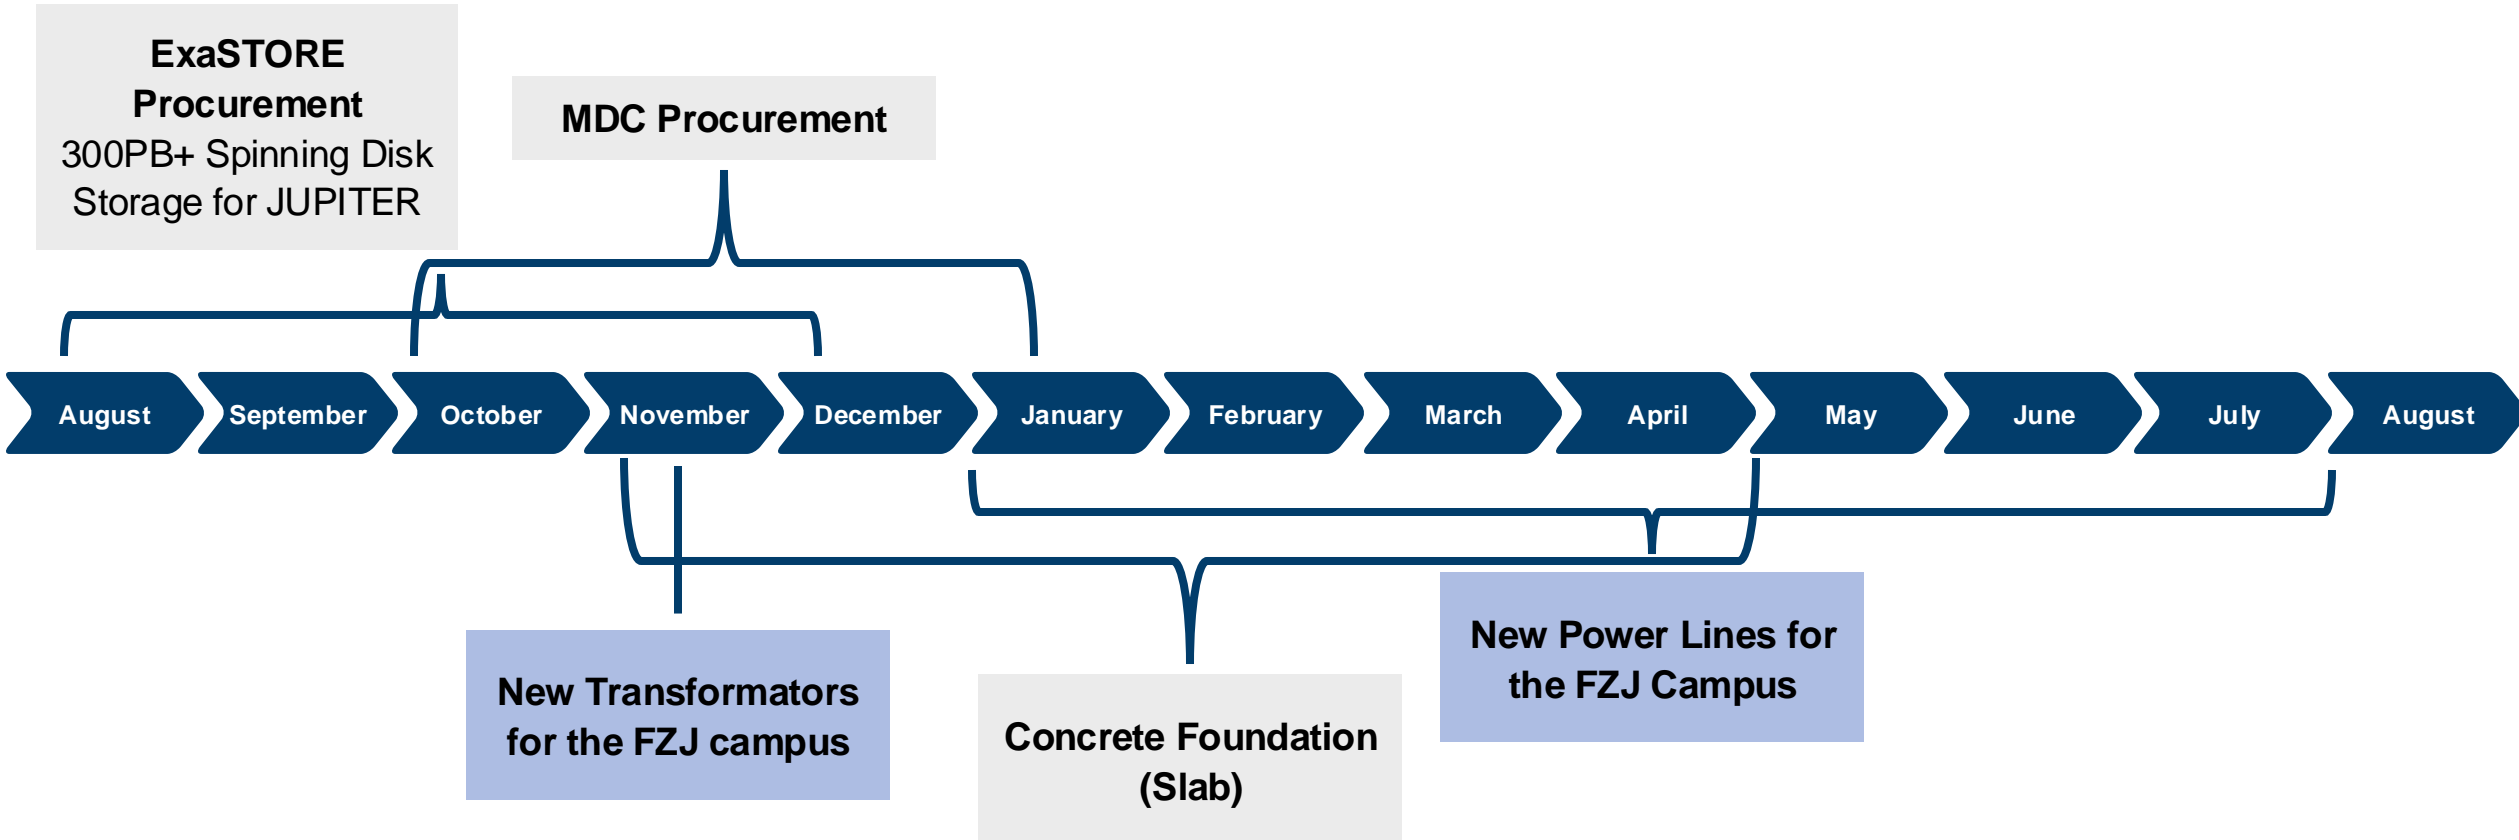 ExaSTORE
Procurement
300PB+ Spinning Disk
Storage for JUPITER
MDC Procurement
August
September
October
November
December
January
February
March
April
May
June
July
August
New Transformators
for the FZJ campus
Concrete Foundation
(Slab)
New Power Lines for
the FZJ Campus